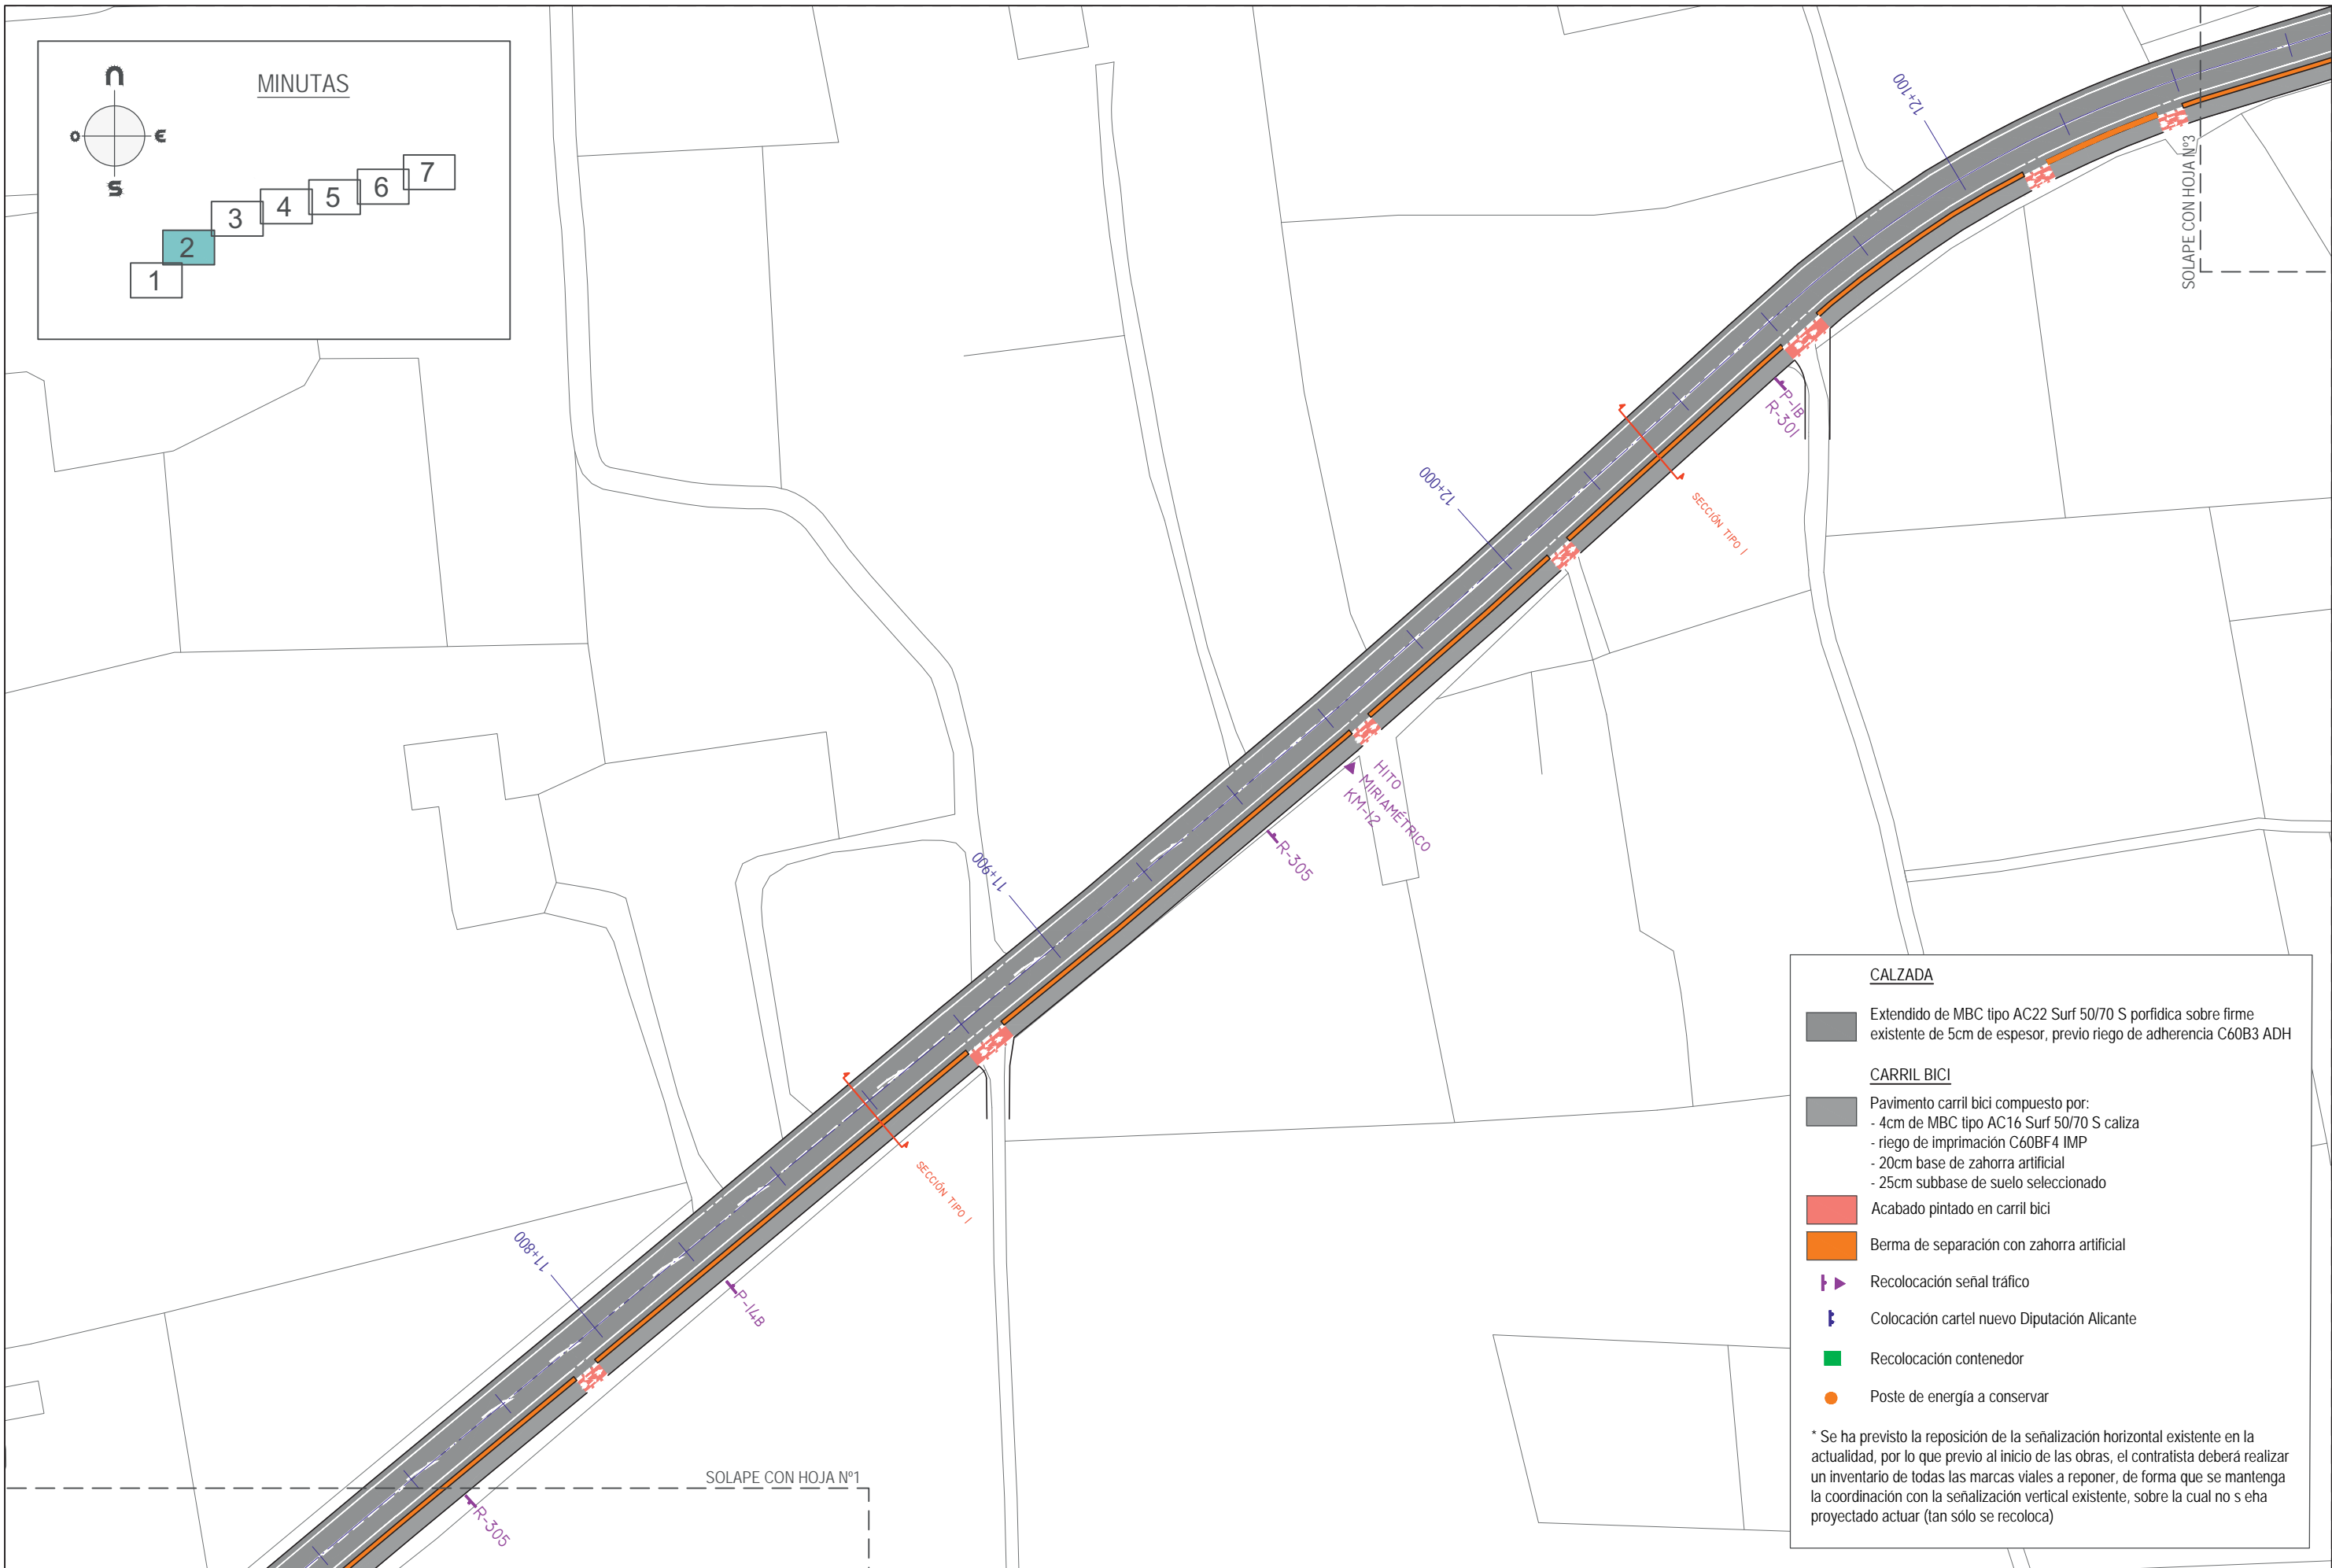 MINUTAS
N
O
E
S
1
2
3
4
5
6
7
12+100
SOLAPE CON HOJA Nº3
P-1B
R-301
12+000
SECCIÓN TIPO 1
HITO
MIRIAMÉTRICO
KM-12
R-305
11+900
SECCIÓN TIPO 1
11+800
P-14B
SOLAPE CON HOJA Nº1
R-305
CALZADA
Extendido de MBC tipo AC22 Surf 50/70 S porfidica sobre firme
existente de 5cm de espesor, previo riego de adherencia C60B3 ADH
CARRIL BICI
Pavimento carril bici compuesto por:
- 4cm de MBC tipo AC16 Surf 50/70 S caliza
- riego de imprimación C60BF4 IMP
- 20cm base de zahorra artificial
- 25cm subbase de suelo seleccionado
Acabado pintado en carril bici
Berma de separación con zahorra artificial
Recolocación señal tráfico
Colocación cartel nuevo Diputación Alicante
Recolocación contenedor
Poste de energía a conservar
* Se ha previsto la reposición de la señalización horizontal existente en la
actualidad, por lo que previo al inicio de las obras, el contratista deberá realizar
un inventario de todas las marcas viales a reponer, de forma que se mantenga
la coordinación con la señalización vertical existente, sobre la cual no s eha
proyectado actuar (tan sólo se recoloca)